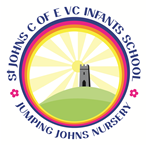 ST JOHNS C OF E VC INFANTS SCHOOL
JUMPING JOHNS NURSERY